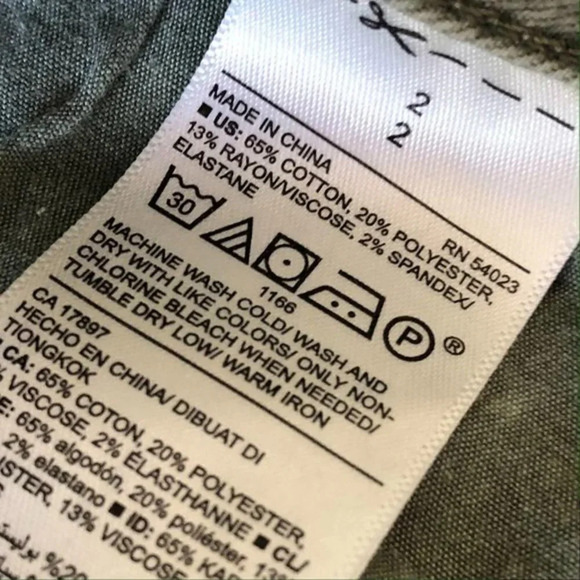 2
2
MADE IN CHINA
RN 54023
■ US: 65% COTTON, 20% POLYESTER,
13% RAYON/VISCOSE, 2% SPANDEX/
ELASTANE
30
P
®
1166
MACHINE WASH COLD/ WASH AND
DRY WITH LIKE COLORS/ ONLY NON-
CHLORINE BLEACH WHEN NEEDED/
TUMBLE DRY LOW/ WARM IRON
CA 17897
HECHO EN CHINA/ DIBUAT DI
TIONGKOK
CA: 65% COTON, 20% POLYESTER,
% VISCOSE, 2% ÉLASTHANNE ■ CL/
E: 65% algodón, 20% poliéster, 13%
2% elastano ■ ID: 65%
13% VISCOSE
20%